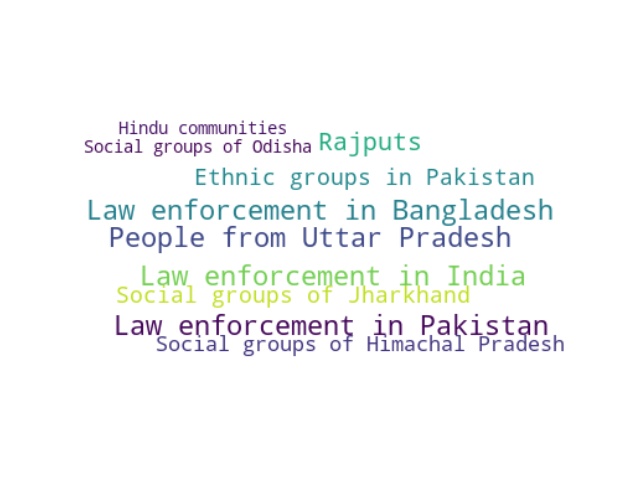 Hindu communities
Social groups of Odisha
Rajputs
Ethnic groups in Pakistan
Law enforcement in Bangladesh
People from Uttar Pradesh
Law enforcement in India
Social groups of Jharkhand
Law enforcement in Pakistan
Social groups of Himachal Pradesh